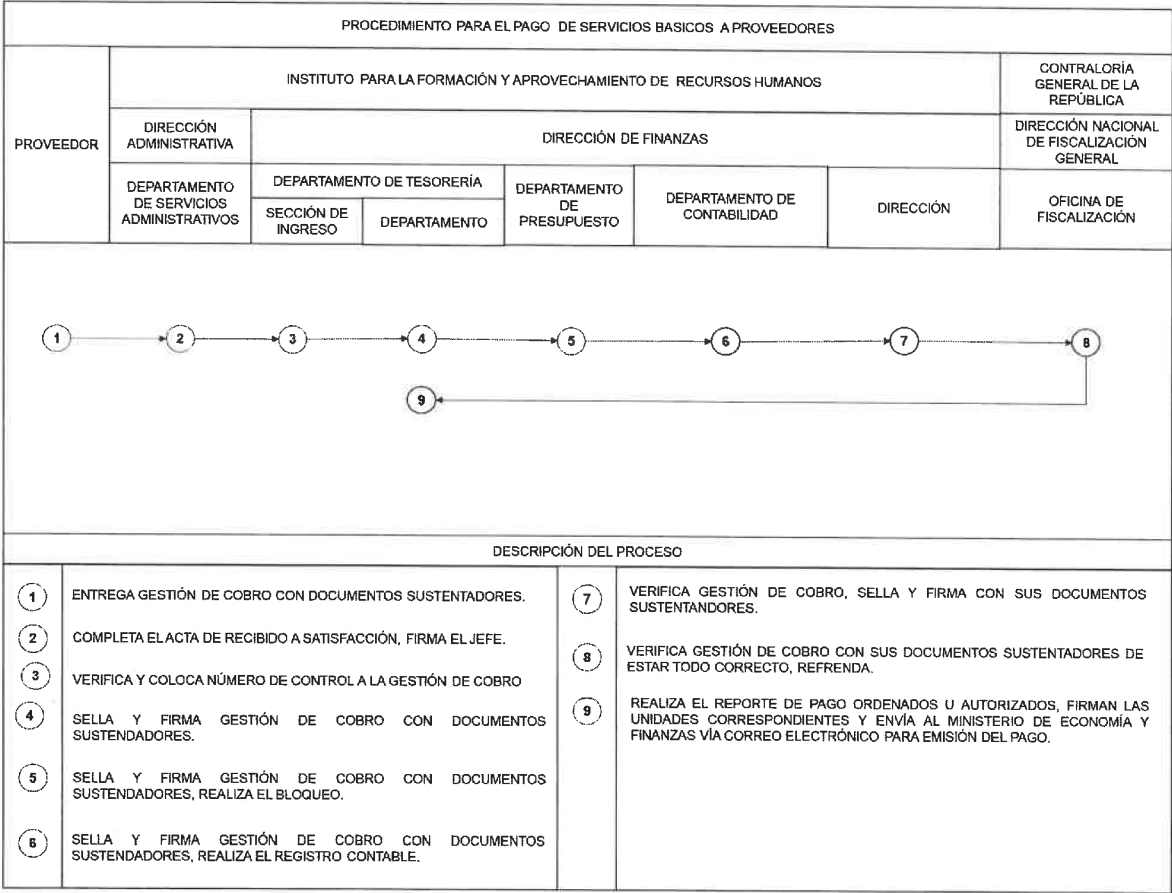 PROCEDIMIENTO PARA EL PAGO DE SERVICIOS BASICOS A PROVEEDORES
PROVEEDOR
INSTITUTO PARA LA FORMACIÓN Y APROVECHAMIENTO DE RECURSOS HUMANOS
CONTRALORÍA
GENERAL DE LA
REPÚBLICA
DIRECCIÓN
ADMINISTRATIVA
DIRECCIÓN DE FINANZAS
DIRECCIÓN NACIONAL
DE FISCALIZACIÓN
GENERAL
DEPARTAMENTO
DE SERVICIOS
ADMINISTRATIVOS
DEPARTAMENTO DE TESORERÍA
SECCIÓN DE
INGRESO
DEPARTAMENTO
DEPARTAMENTO
DE
PRESUPUESTO
DEPARTAMENTO DE
CONTABILIDAD
DIRECCIÓN
OFICINA DE
FISCALIZACIÓN
1
2
3
4
5
6
7
8
9
DESCRIPCIÓN DEL PROCESO
1 ENTREGA GESTIÓN DE COBRO CON DOCUMENTOS SUSTENTADORES.
2 COMPLETA EL ACTA DE RECIBIDO A SATISFACCIÓN, FIRMA EL JEFE.
3 VERIFICA Y COLOCA NÚMERO DE CONTROL A LA GESTIÓN DE COBRO
4 SELLA Y FIRMA GESTIÓN DE COBRO CON DOCUMENTOS
SUSTENDADORES.
5 SELLA Y FIRMA GESTIÓN DE COBRO CON DOCUMENTOS
SUSTENDADORES, REALIZA EL BLOQUEO.
6 SELLA Y FIRMA GESTIÓN DE COBRO CON DOCUMENTOS
SUSTENDADORES, REALIZA EL REGISTRO CONTABLE.
7 VERIFICA GESTIÓN DE COBRO, SELLA Y FIRMA CON SUS DOCUMENTOS
SUSTENTANDORES.
8 VERIFICA GESTIÓN DE COBRO CON SUS DOCUMENTOS SUSTENTADORES DE
ESTAR TODO CORRECTO, REFRENDA.
9 REALIZA EL REPORTE DE PAGO ORDENADOS U AUTORIZADOS, FIRMAN LAS
UNIDADES CORRESPONDIENTES Y ENVÍA AL MINISTERIO DE ECONOMÍA Y
FINANZAS VÍA CORREO ELECTRÓNICO PARA EMISIÓN DEL PAGO.